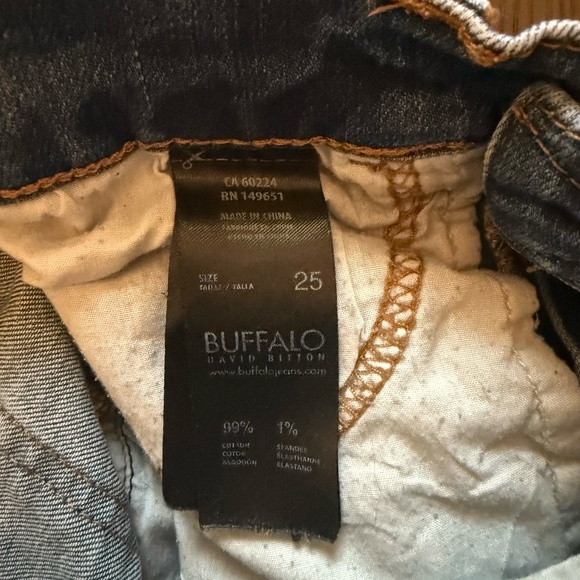 CA 60224
RN 149651
MADE IN CHINA
SIZE
TAILLE / TALLA
25
BUFFALO
DAVID BITTON
www.buffalojeans.com
99% 1%
COTTON SPANDEX
COTON ÉLASTHANNE
ALGODÓN ELASTANO